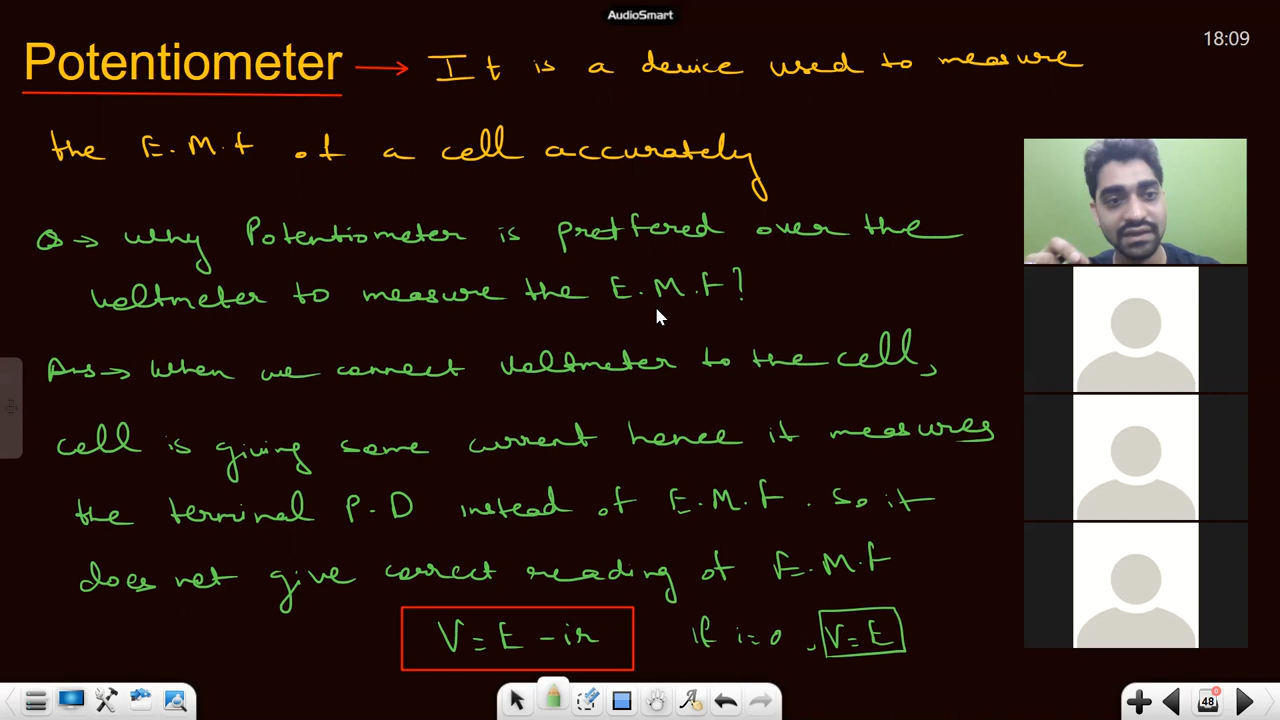 AudioSmart
18:09
Potentiometer → It is a device used to measure
the E.M.f of a cell accurately
Q → Why Potentiometer is preffered over the
voltmeter to measure the E.M.F?
Ans → When we connect voltmeter to the cell,
cell is giving some current hence it measures
the terminal P.D instead of E.M.F. So it
does not give correct reading of E.M.F
V = E - ir if i=0, V=E
48
0